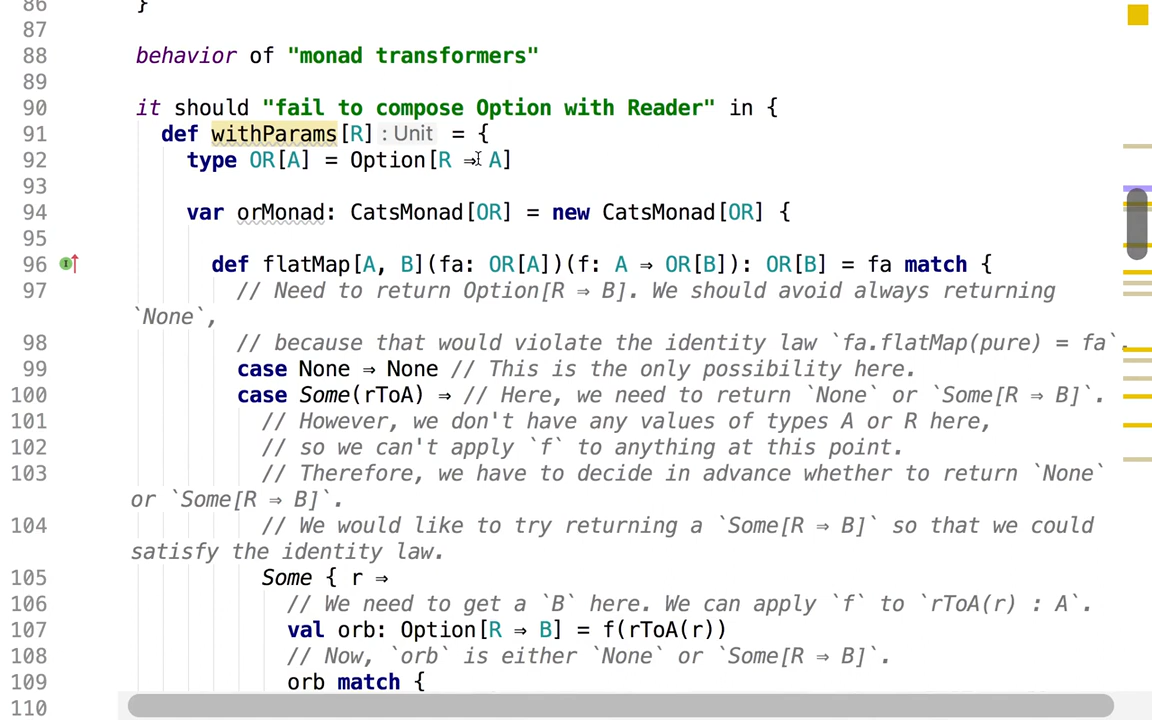 86 }
87
88 behavior of "monad transformers"
89
90 it should "fail to compose Option with Reader" in {
91 def withParams[R] : Unit = {
92 type OR[A] = Option[R ⇒ A]
93
94 var orMonad: CatsMonad[OR] = new CatsMonad[OR] {
95
96 def flatMap[A, B](fa: OR[A])(f: A ⇒ OR[B]): OR[B] = fa match {
97 // Need to return Option[R ⇒ B]. We should avoid always returning
`None`,
98 // because that would violate the identity law `fa.flatMap(pure) = fa`.
99 case None ⇒ None // This is the only possibility here.
100 case Some(rToA) ⇒ // Here, we need to return `None` or `Some[R ⇒ B]`.
101 // However, we don't have any values of types A or R here,
102 // so we can't apply `f` to anything at this point.
103 // Therefore, we have to decide in advance whether to return `None`
or `Some[R ⇒ B]`.
104 // We would like to try returning a `Some[R ⇒ B]` so that we could
satisfy the identity law.
105 Some { r ⇒
106 // We need to get a `B` here. We can apply `f` to `rToA(r) : A`.
107 val orb: Option[R ⇒ B] = f(rToA(r))
108 // Now, `orb` is either `None` or `Some[R ⇒ B]`.
109 orb match {
110